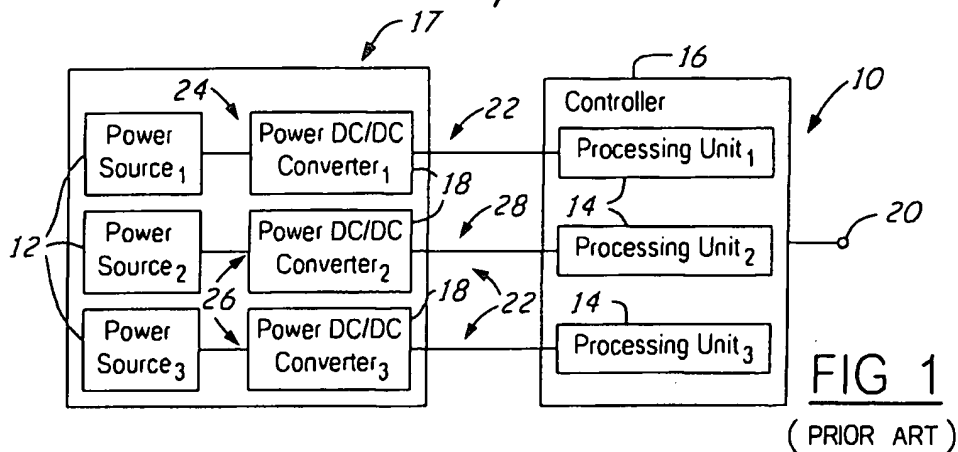 17
16
10
24
22
Controller
Power
Source1
Power DC/DC
Converter1
Processing Unit1
18
28
14
20
12
Power
Source2
Power DC/DC
Converter2
Processing Unit2
26
18
22
14
Power
Source3
Power DC/DC
Converter3
Processing Unit3
FIG 1
(PRIOR ART)